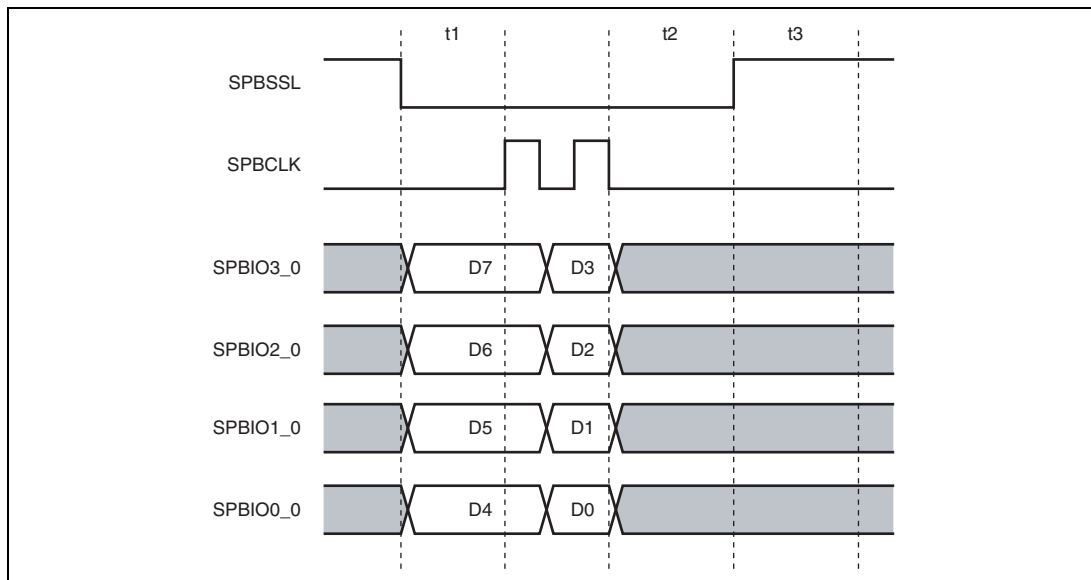 t1 t2 t3
SPBSSL
SPBCLK
SPBIO3_0 D7 D3
SPBIO2_0 D6 D2
SPBIO1_0 D5 D1
SPBIO0_0 D4 D0